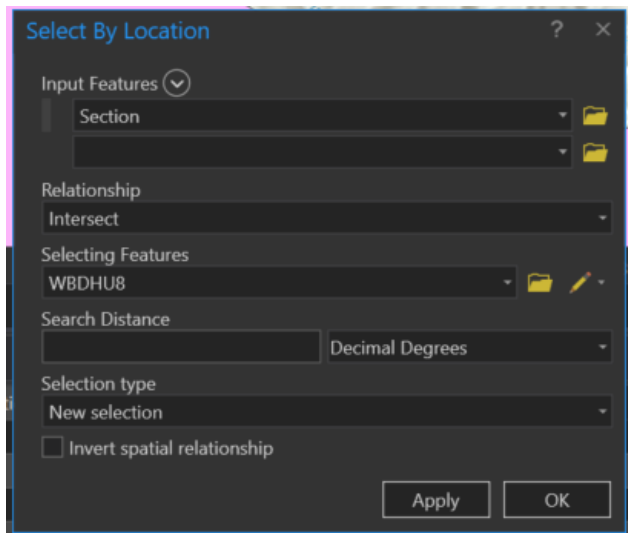 Select By Location ?
Input Features
Section
Relationship
Intersect
Selecting Features
WBDHU8
Search Distance
Decimal Degrees
Selection type
New selection
Invert spatial relationship
Apply OK